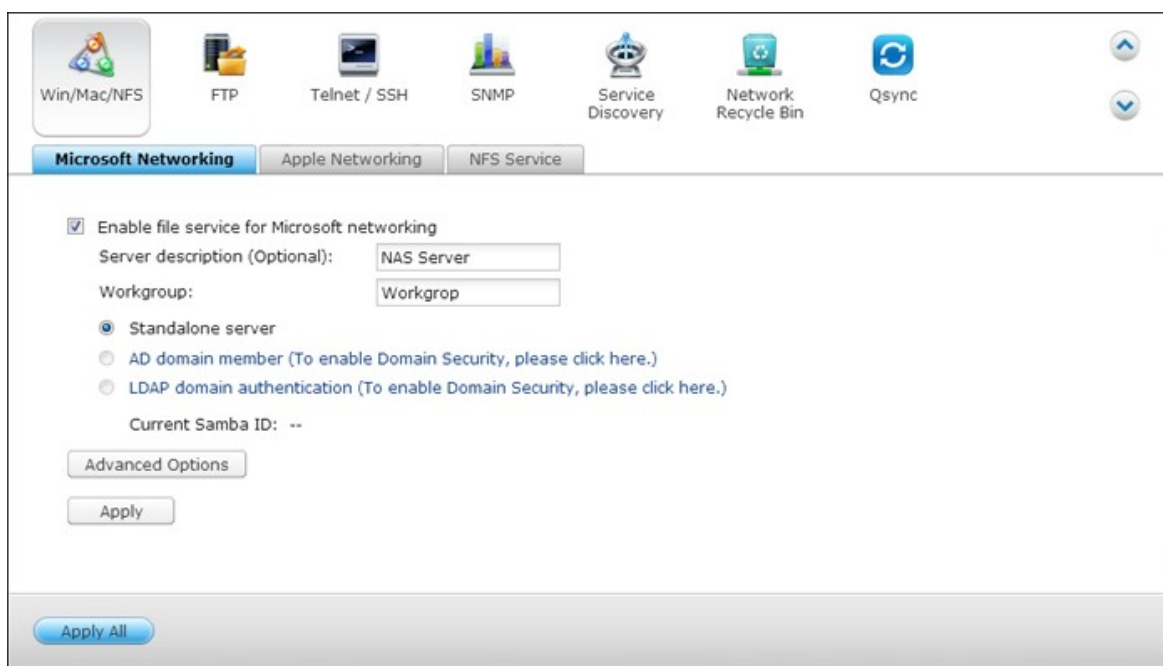 Win/Mac/NFS
FTP
Telnet / SSH
SNMP
Service
Discovery
Network
Recycle Bin
Qsync
Microsoft Networking
Apple Networking
NFS Service
Enable file service for Microsoft networking
Server description (Optional): NAS Server
Workgroup: Workgrop
Standalone server
AD domain member (To enable Domain Security, please click here.)
LDAP domain authentication (To enable Domain Security, please click here.)
Current Samba ID: --
Advanced Options
Apply
Apply All